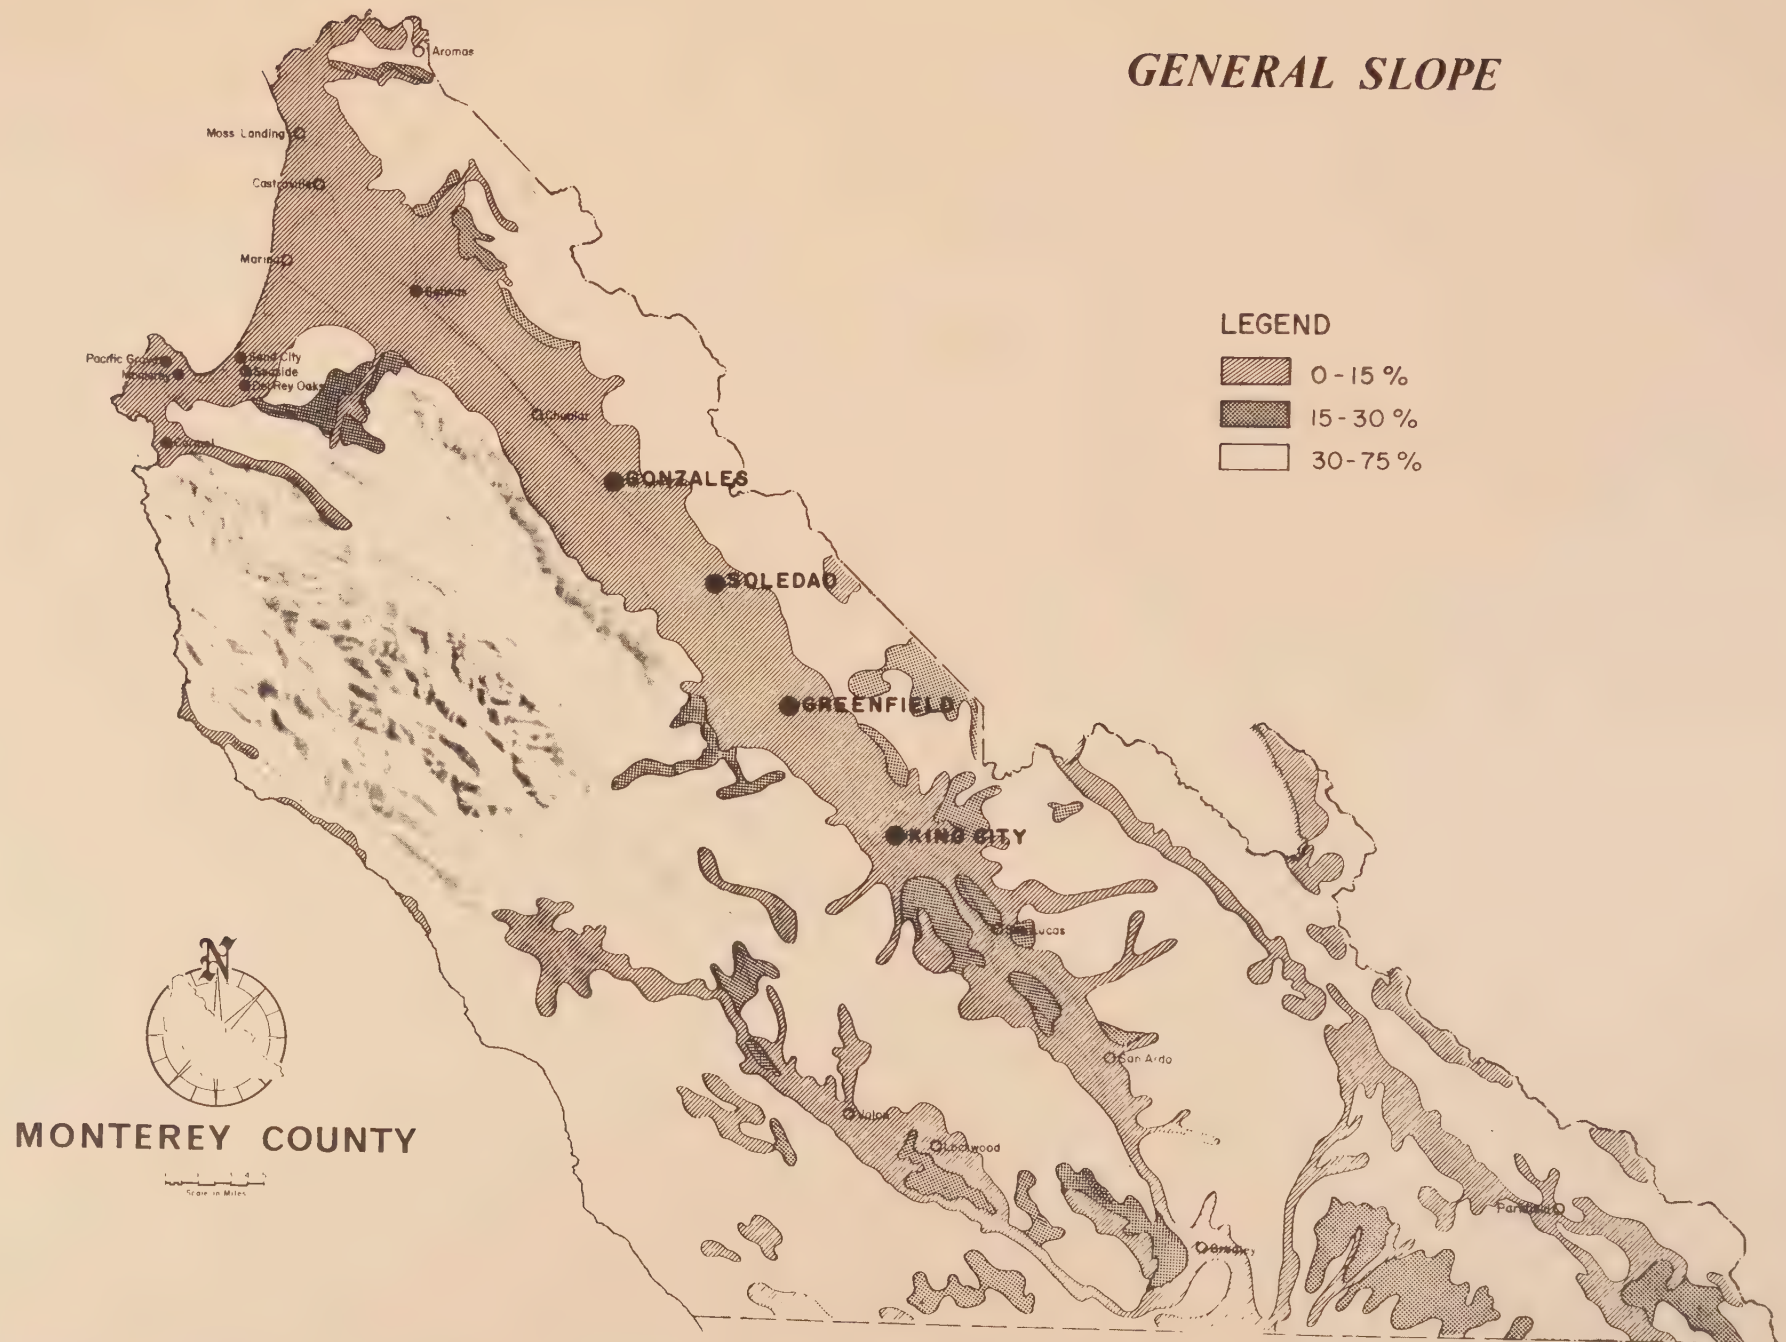 GENERAL SLOPE
Aromas
Moss Landing
Castroville
Marina
Salinas
Pacific Grove
Monterey
Sand City
Seaside
Del Rey Oaks
Carmel
Chualar
GONZALES
SOLEDAD
GREENFIELD
KING CITY
San Lucas
San Ardo
Jolon
Lockwood
Parkfield
Bradley
LEGEND
0-15 %
15-30 %
30-75 %
N
MONTEREY COUNTY
Scale in Miles